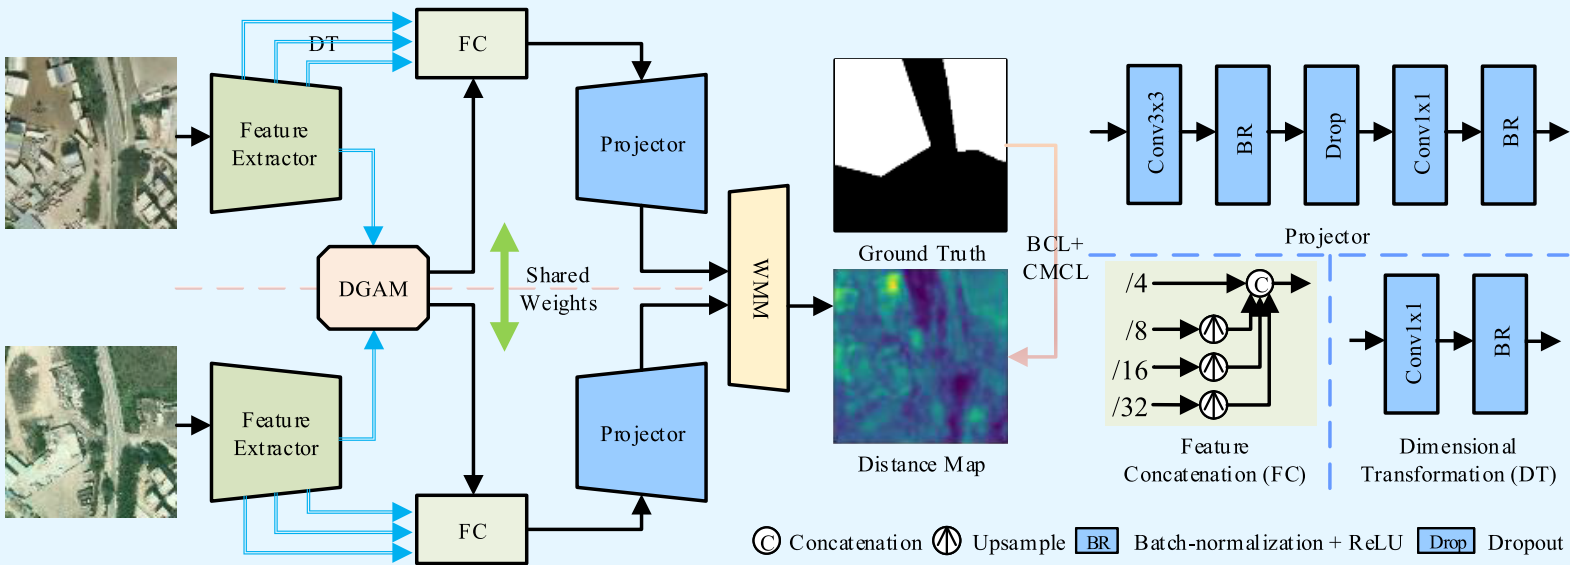 DT
FC
Feature
Extractor
Projector
DGAM
Shared
Weights
WMM
Feature
Extractor
FC
Projector
Ground Truth
BCL+
CMCL
Distance Map
Conv3x3
BR
Drop
Conv1x1
BR
Projector
/4
C
/8
/16
/32
Feature
Concatenation (FC)
Conv1x1
BR
Dimensional
Transformation (DT)
C Concatenation Upsample BR Batch-normalization + ReLU Drop Dropout